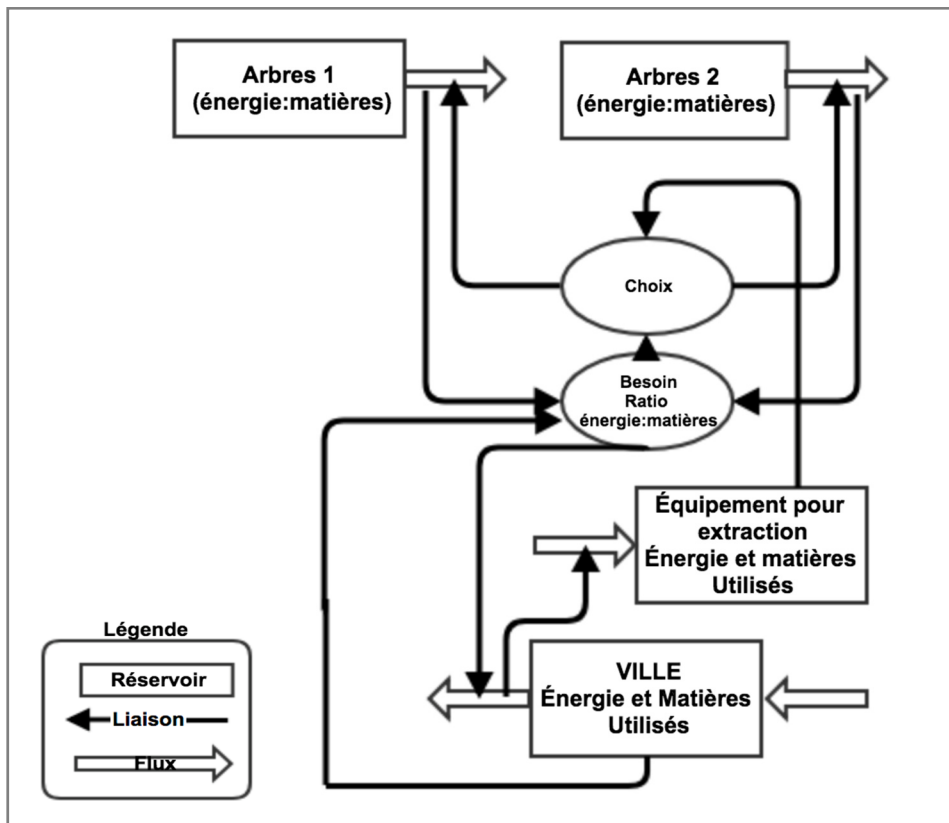 Arbres 1
(énergie:matières)
Arbres 2
(énergie:matières)
Choix
Besoin
Ratio
énergie:matières
Équipement pour
extraction
Énergie et matières
Utilisés
VILLE
Énergie et Matières
Utilisés
Légende
Réservoir
Liaison
Flux